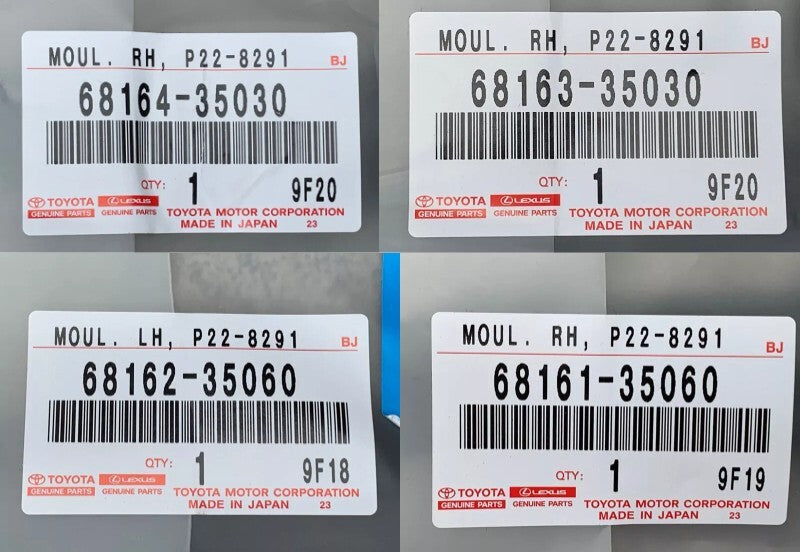 MOUL. RH, P22-8291 BJ
68164-35030
QTY: 1 9F20
TOYOTA LEXUS
GENUINE PARTS GENUINE PARTS TOYOTA MOTOR CORPORATION
MADE IN JAPAN 23
MOUL. RH, P22-8291 BJ
68163-35030
QTY: 1 9F20
TOYOTA LEXUS
GENUINE PARTS GENUINE PARTS TOYOTA MOTOR CORPORATION
MADE IN JAPAN 23
MOUL. LH, P22-8291 BJ
68162-35060
QTY: 1 9F18
TOYOTA LEXUS
GENUINE PARTS GENUINE PARTS TOYOTA MOTOR CORPORATION
MADE IN JAPAN 23
MOUL. RH, P22-8291 BJ
68161-35060
QTY: 1 9F19
TOYOTA LEXUS
GENUINE PARTS GENUINE PARTS TOYOTA MOTOR CORPORATION
MADE IN JAPAN 23